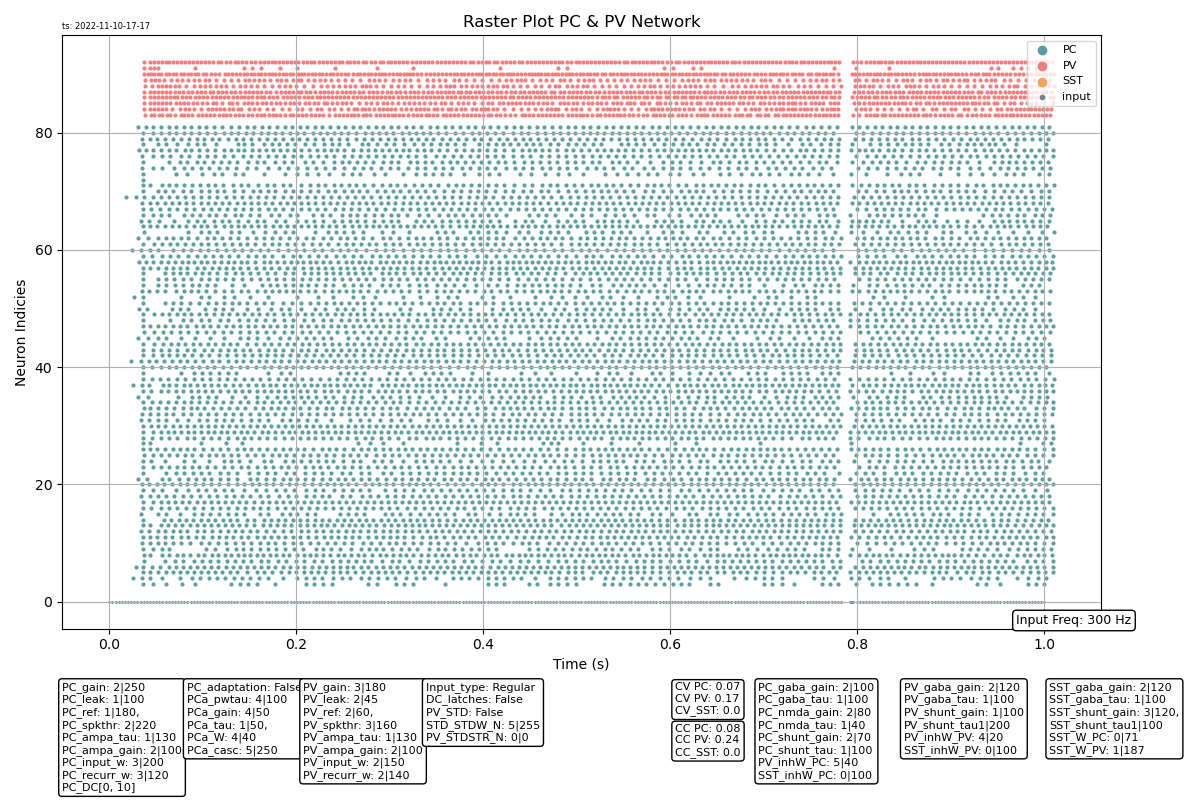 ts: 2022-11-10-17-17
Raster Plot PC & PV Network
PC
PV
SST
input
80
60
40
20
0
Neuron Indicies
0.0 0.2 0.4 0.6 0.8 1.0
Time (s)
Input Freq: 300 Hz
PC_gain: 2|250
PC_leak: 1|100
PC_ref: 1|180,
PC_spkthr: 2|220
PC_ampa_tau: 1|130
PC_ampa_gain: 2|100
PC_input_w: 3|200
PC_recurr_w: 3|120
PC_DC[0, 10]
PC_adaptation: False
PCa_pwtau: 4|100
PCa_gain: 4|50
PCa_tau: 1|50,
PCa_W: 4|40
PCa_casc: 5|250
PV_gain: 3|180
PV_leak: 2|45
PV_ref: 2|60,
PV_spkthr: 3|160
PV_ampa_tau: 1|130
PV_ampa_gain: 2|100
PV_input_w: 2|150
PV_recurr_w: 2|140
Input_type: Regular
DC_latches: False
PV_STD: False
STD_STDW_N: 5|255
PV_STDSTR_N: 0|0
CV PC: 0.07
CV PV: 0.17
CV_SST: 0.0
CC PC: 0.08
CC PV: 0.24
CC_SST: 0.0
PC_gaba_gain: 2|100
PC_gaba_tau: 1|100
PC_nmda_gain: 2|80
PC_nmda_tau: 1|40
PC_shunt_gain: 2|70
PC_shunt_tau: 1|100
PV_inhW_PC: 5|40
SST_inhW_PC: 0|100
PV_gaba_gain: 2|120
PV_gaba_tau: 1|100
PV_shunt_gain: 1|100
PV_shunt_tau1|200
PV_inhW_PV: 4|20
SST_inhW_PV: 0|100
SST_gaba_gain: 2|120
SST_gaba_tau: 1|100
SST_shunt_gain: 3|120,
SST_shunt_tau1|100
SST_W_PC: 0|71
SST_W_PV: 1|187